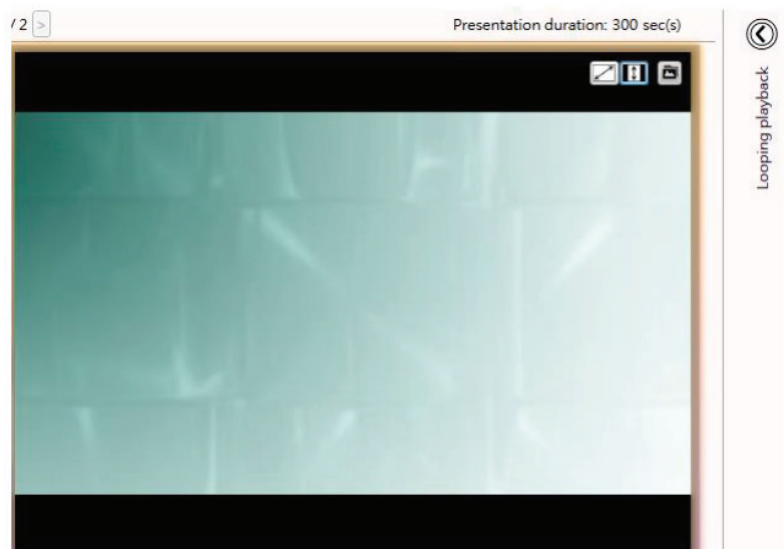 / 2 >
Presentation duration: 300 sec(s)
Looping playback